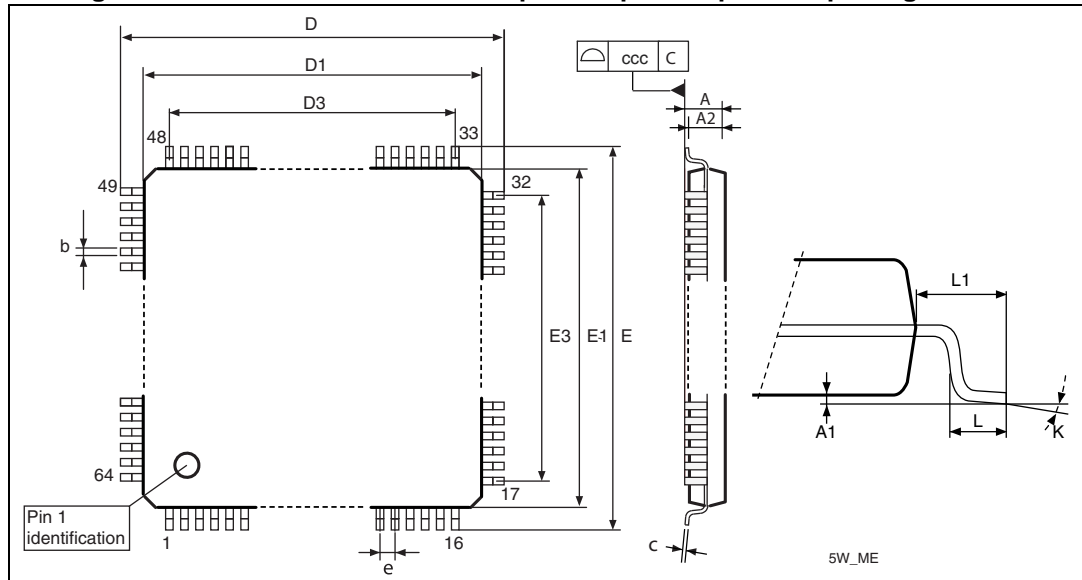 D
D1
D3
ccc C
A
A2
48
33
49
32
b
E3
E1
E
L1
A1
L
K
64
17
Pin 1
identification
1
16
e
c
5W_ME